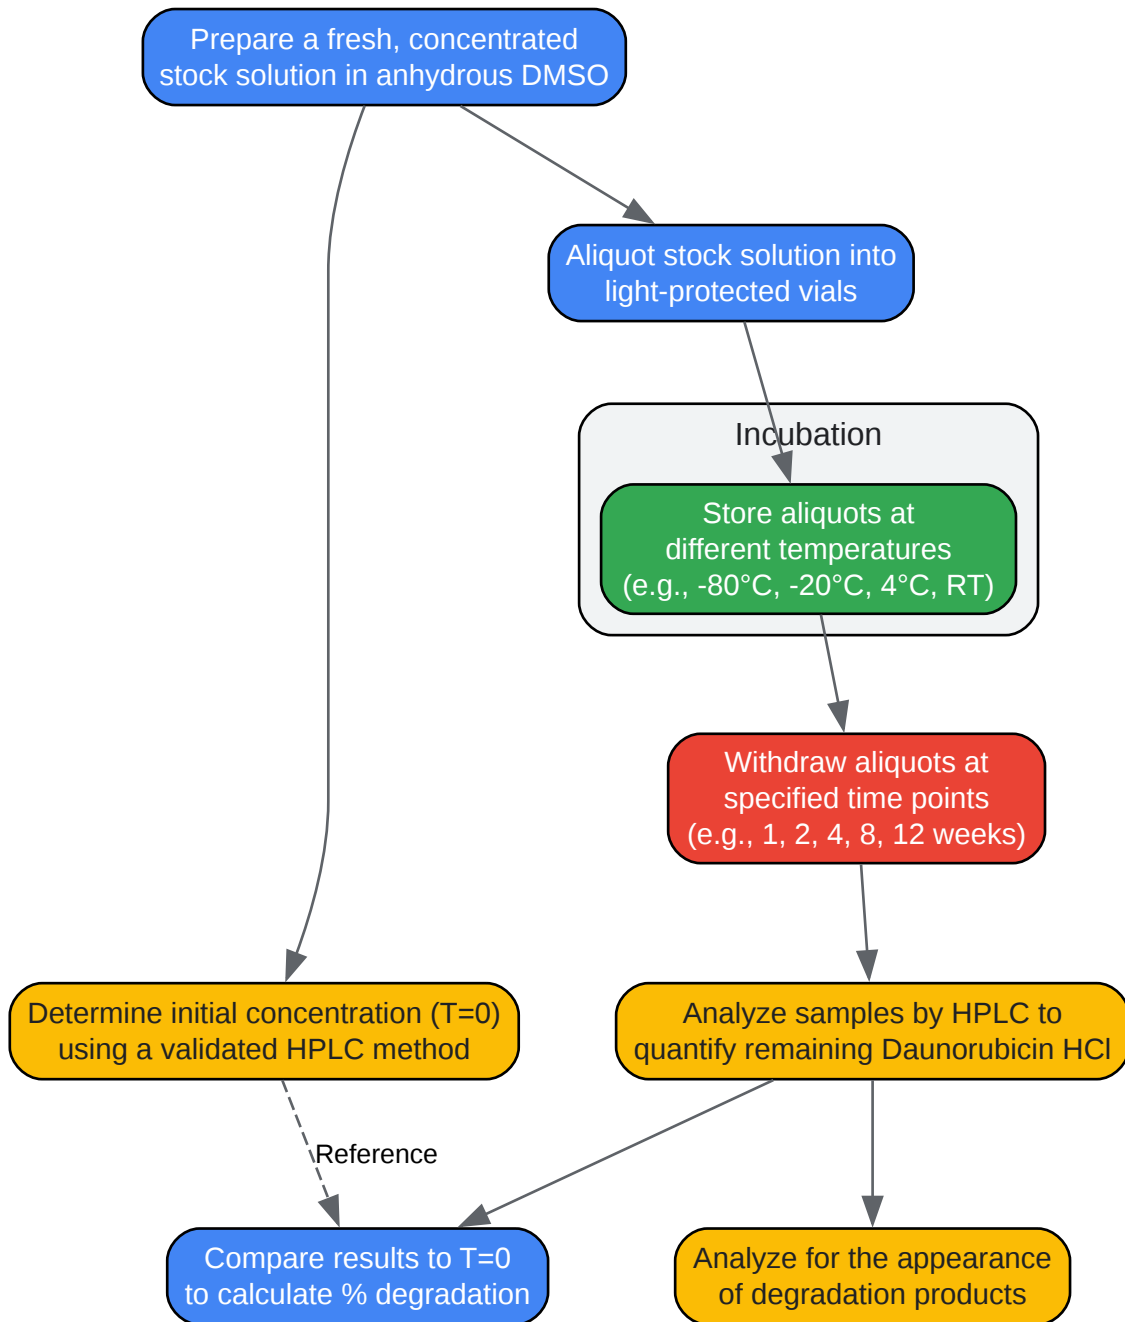 Prepare a fresh, concentrated
stock solution in anhydrous DMSO
Aliquot stock solution into
light-protected vials
Incubation
Store aliquots at
different temperatures
(e.g., -80°C, -20°C, 4°C, RT)
Withdraw aliquots at
specified time points
(e.g., 1, 2, 4, 8, 12 weeks)
Determine initial concentration (T=0)
using a validated HPLC method
Analyze samples by HPLC to
quantify remaining Daunorubicin HCl
Reference
Compare results to T=0
to calculate % degradation
Analyze for the appearance
of degradation products